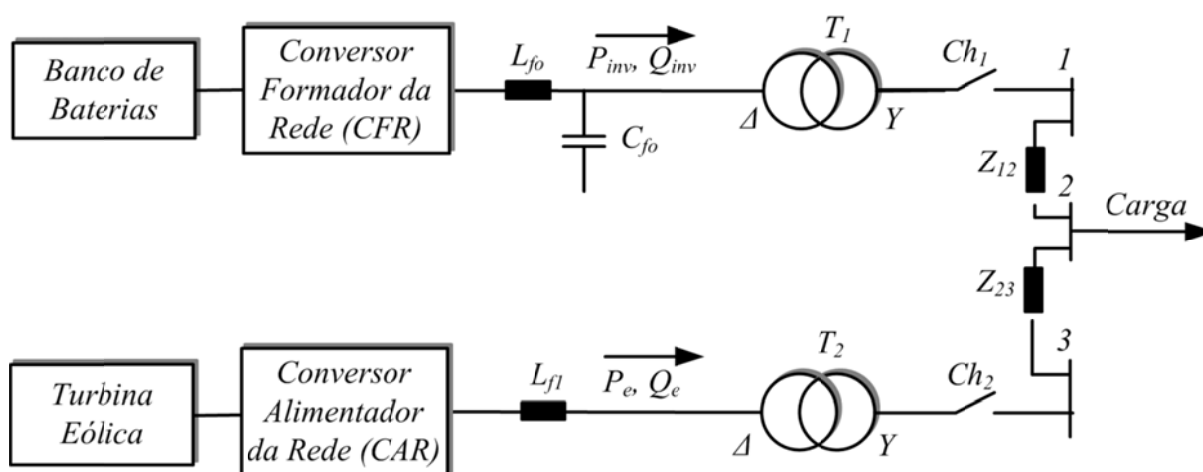 Banco de
Baterias
Conversor
Formador da
Rede (CFR)
L_fo
P_inv, Q_inv
C_fo
T_1
Δ
Y
Ch_1
1
Z_12
2
Carga
Z_23
3
Turbina
Eólica
Conversor
Alimentador
da Rede (CAR)
L_f1
P_e, Q_e
T_2
Δ
Y
Ch_2